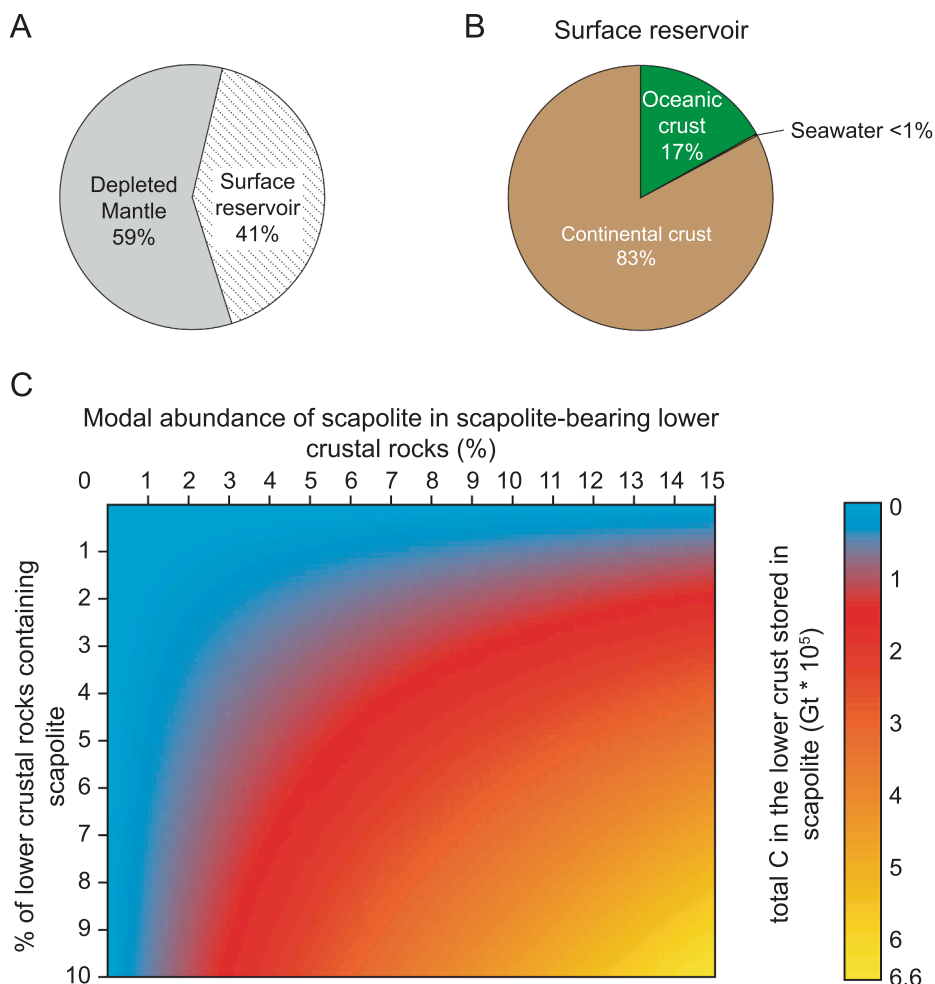 A
Depleted
Mantle
59%
Surface
reservoir
41%
B
Surface reservoir
Oceanic
crust
17%
Seawater <1%
Continental crust
83%
C
Modal abundance of scapolite in scapolite-bearing lower
crustal rocks (%)
0 1 2 3 4 5 6 7 8 9 10 11 12 13 14 15
% of lower crustal rocks containing
scapolite
1
2
3
4
5
6
7
8
9
10
total C in the lower crust stored in
scapolite (Gt * 10⁵)
0
1
2
3
4
5
6
6.6